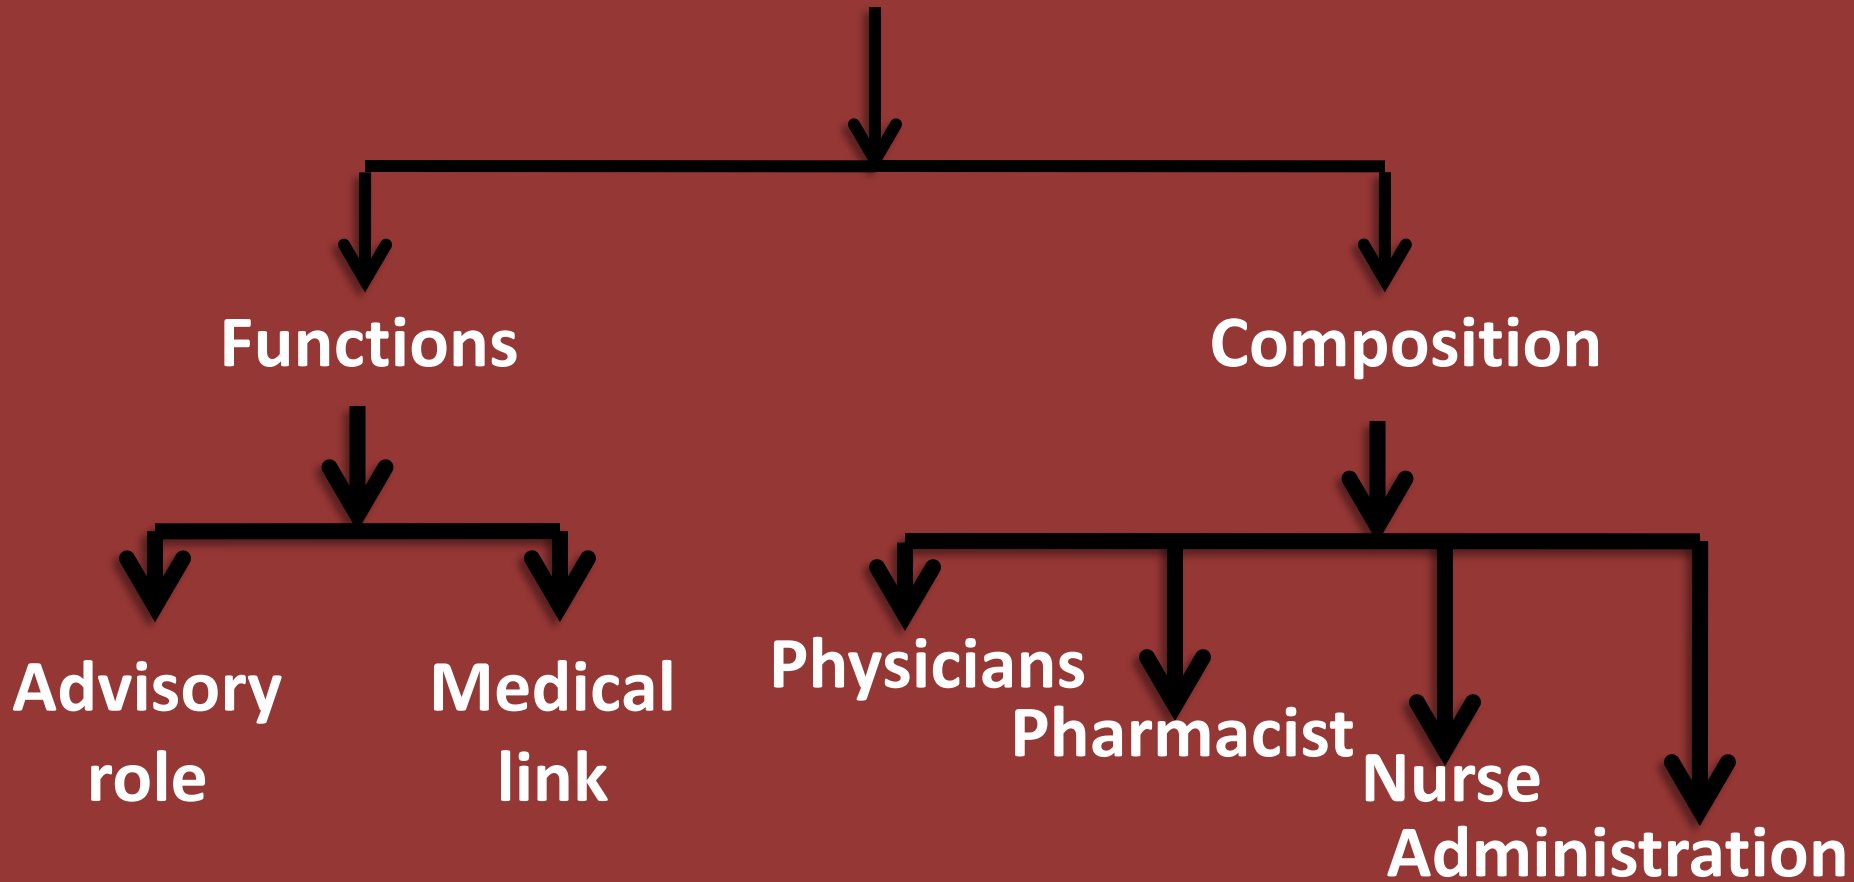 Functions
Composition
Advisory
role
Medical
link
Physicians
Pharmacist
Nurse
Administration